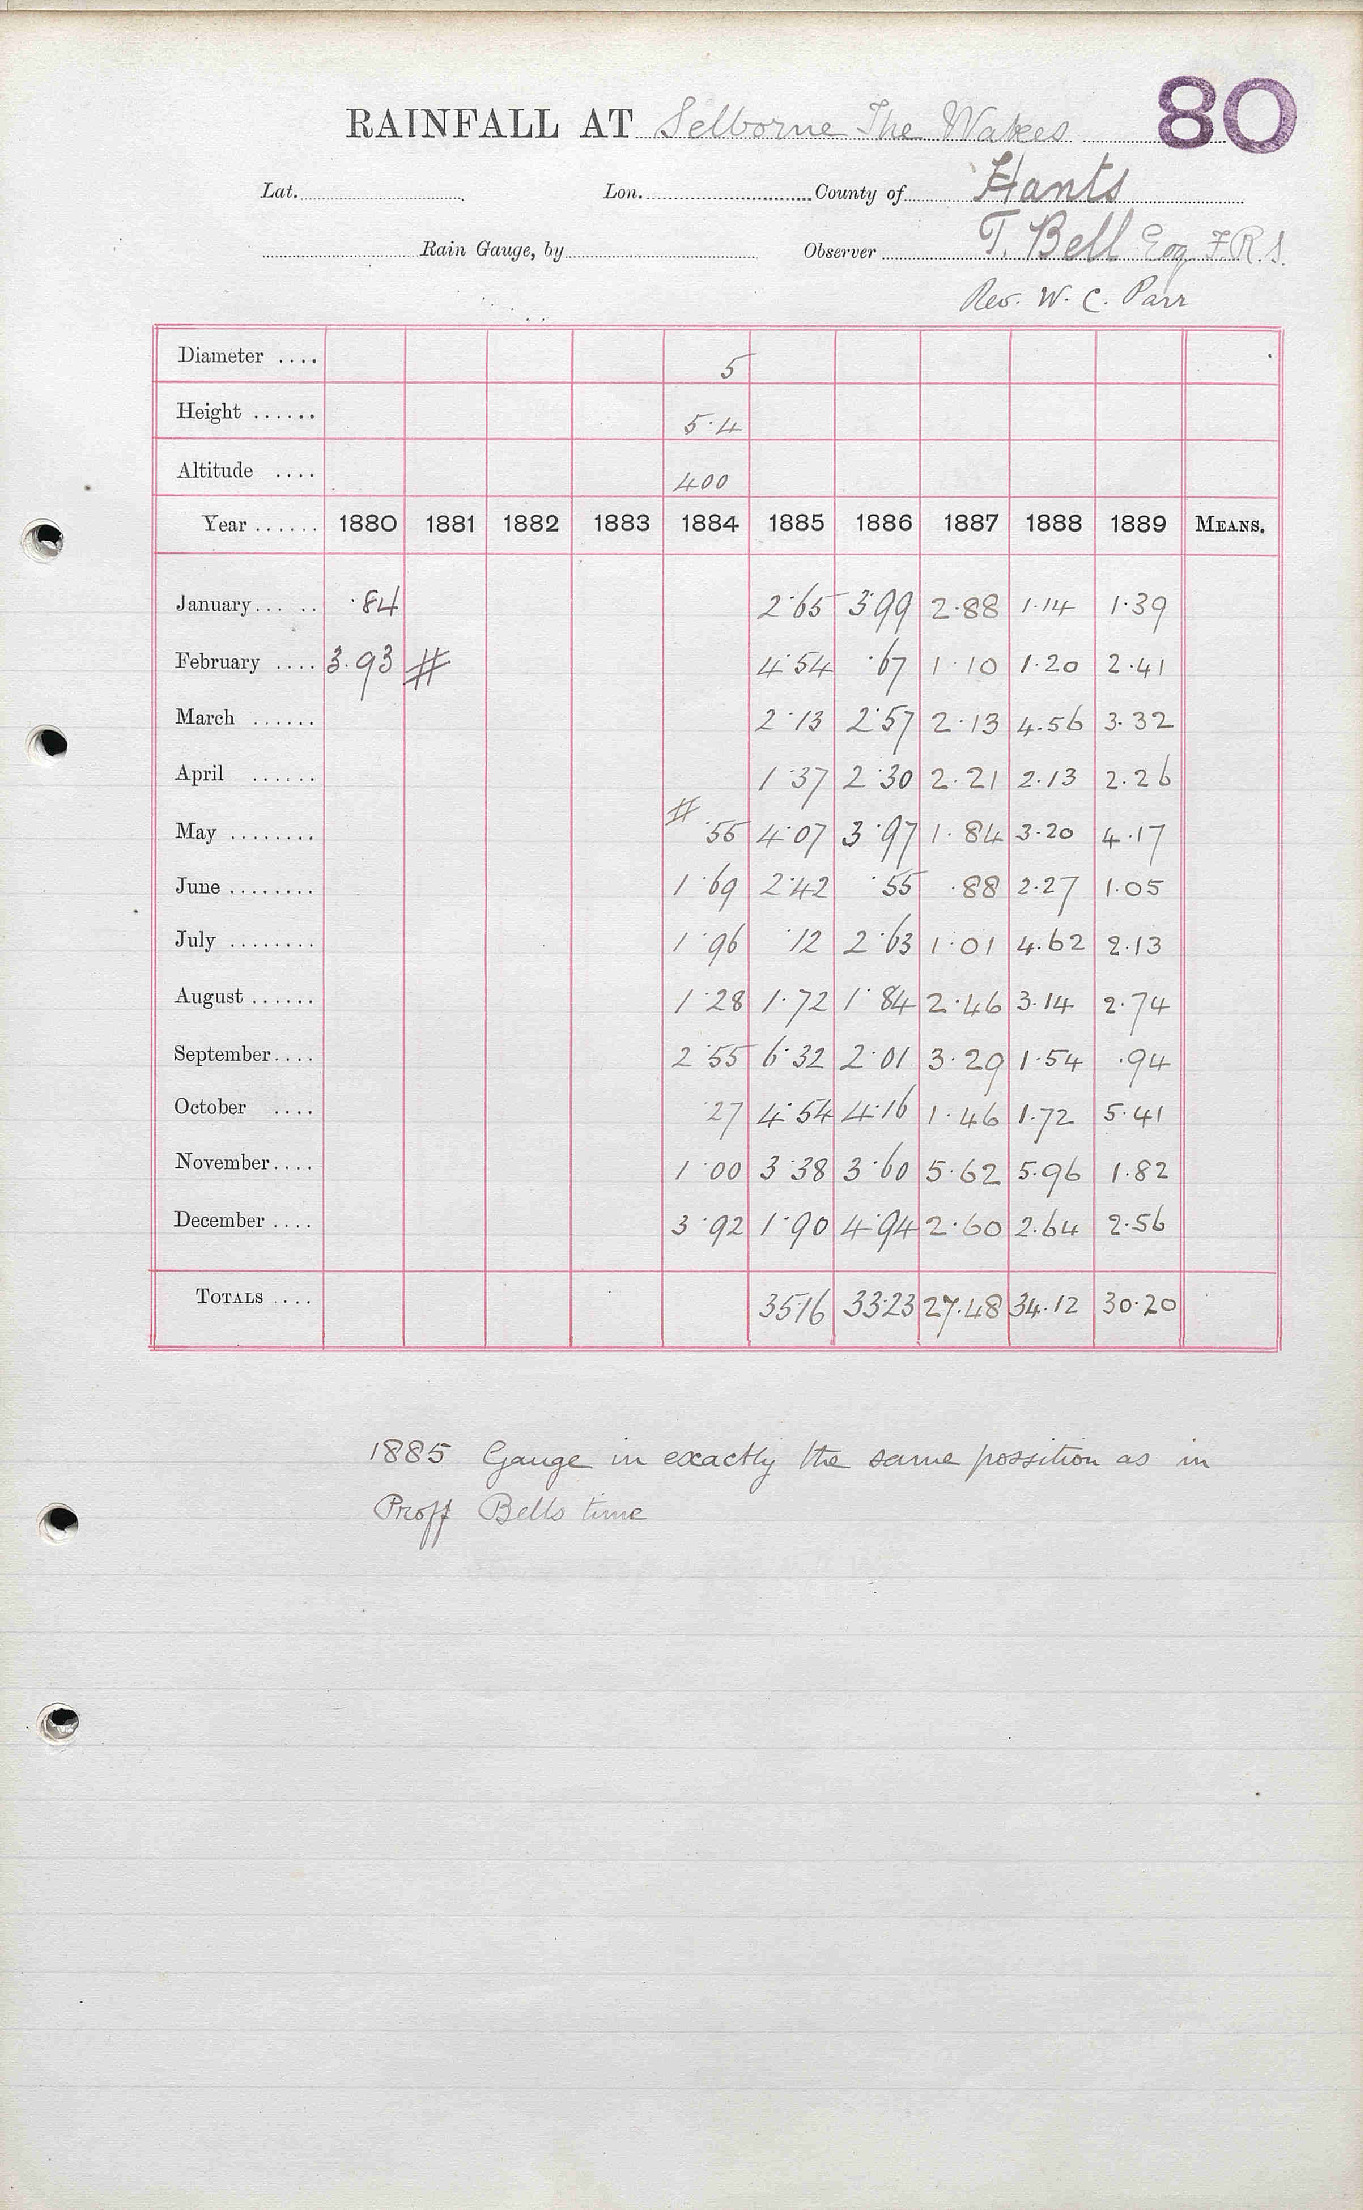 80
RAINFALL AT Selborne The Wakes
Lat. Lon. County of Hants
Rain Gauge, by Observer T. Bell Esq F.R.S.
Rev. W. C. Parr
Diameter .... 5
Height ...... 5·4
Altitude .... 400
Year ...... 1880 1881 1882 1883 1884 1885 1886 1887 1888 1889 MEANS.
January... .. ·84 2·65 3·99 2·88 1·14 1·39
February .... 3·93 # 4·54 ·67 1·10 1·20 2·41
March ...... 2·13 2·57 2·13 4·56 3·32
April ...... 1·37 2·30 2·21 2·13 2·26
May ........ # ·55 4·07 3·97 1·84 3·20 4·17
June ........ 1·69 2·42 ·55 ·88 2·27 1·05
July ........ 1·96 ·12 2·63 1·01 4·62 2·13
August ...... 1·28 1·72 1·84 2·46 3·14 2·74
September.... 2·55 6·32 2·01 3·29 1·54 ·94
October .... ·27 4·54 4·16 1·46 1·72 5·41
November.... 1·00 3·38 3·60 5·62 5·96 1·82
December .... 3·92 1·90 4·94 2·60 2·64 2·56
TOTALS .... 35·16 33·23 27·48 34·12 30·20
1885 Gauge in exactly the same possition as in
Proff Bells time